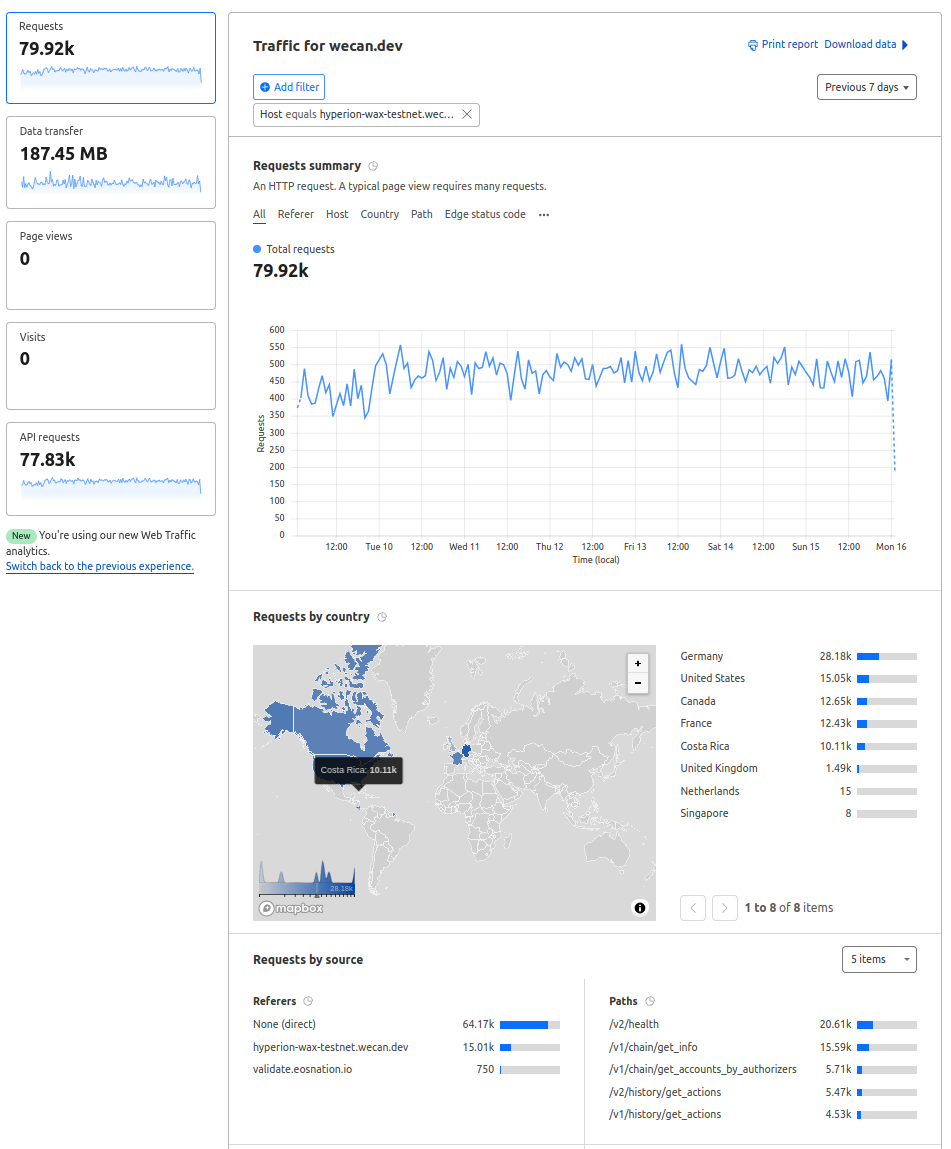 Requests
79.92k
Data transfer
187.45 MB
Page views
0
Visits
0
API requests
77.83k
New You're using our new Web Traffic
analytics.
Switch back to the previous experience.
Traffic for wecan.dev
Print report Download data
Add filter
Previous 7 days
Host equals hyperion-wax-testnet.wec...
Requests summary
An HTTP request. A typical page view requires many requests.
All Referer Host Country Path Edge status code ...
Total requests
79.92k
600
550
500
450
400
350
300
250
200
150
100
50
0
Requests
12:00 Tue 10 12:00 Wed 11 12:00 Thu 12 12:00 Fri 13 12:00 Sat 14 12:00 Sun 15 12:00 Mon 16
Time (local)
Requests by country
+
−
Costa Rica: 10.11k
28.18k
mapbox
Germany 28.18k
United States 15.05k
Canada 12.65k
France 12.43k
Costa Rica 10.11k
United Kingdom 1.49k
Netherlands 15
Singapore 8
1 to 8 of 8 items
Requests by source
5 items
Referers
None (direct) 64.17k
hyperion-wax-testnet.wecan.dev 15.01k
validate.eosnation.io 750
Paths
/v2/health 20.61k
/v1/chain/get_info 15.59k
/v1/chain/get_accounts_by_authorizers 5.71k
/v2/history/get_actions 5.47k
/v1/history/get_actions 4.53k